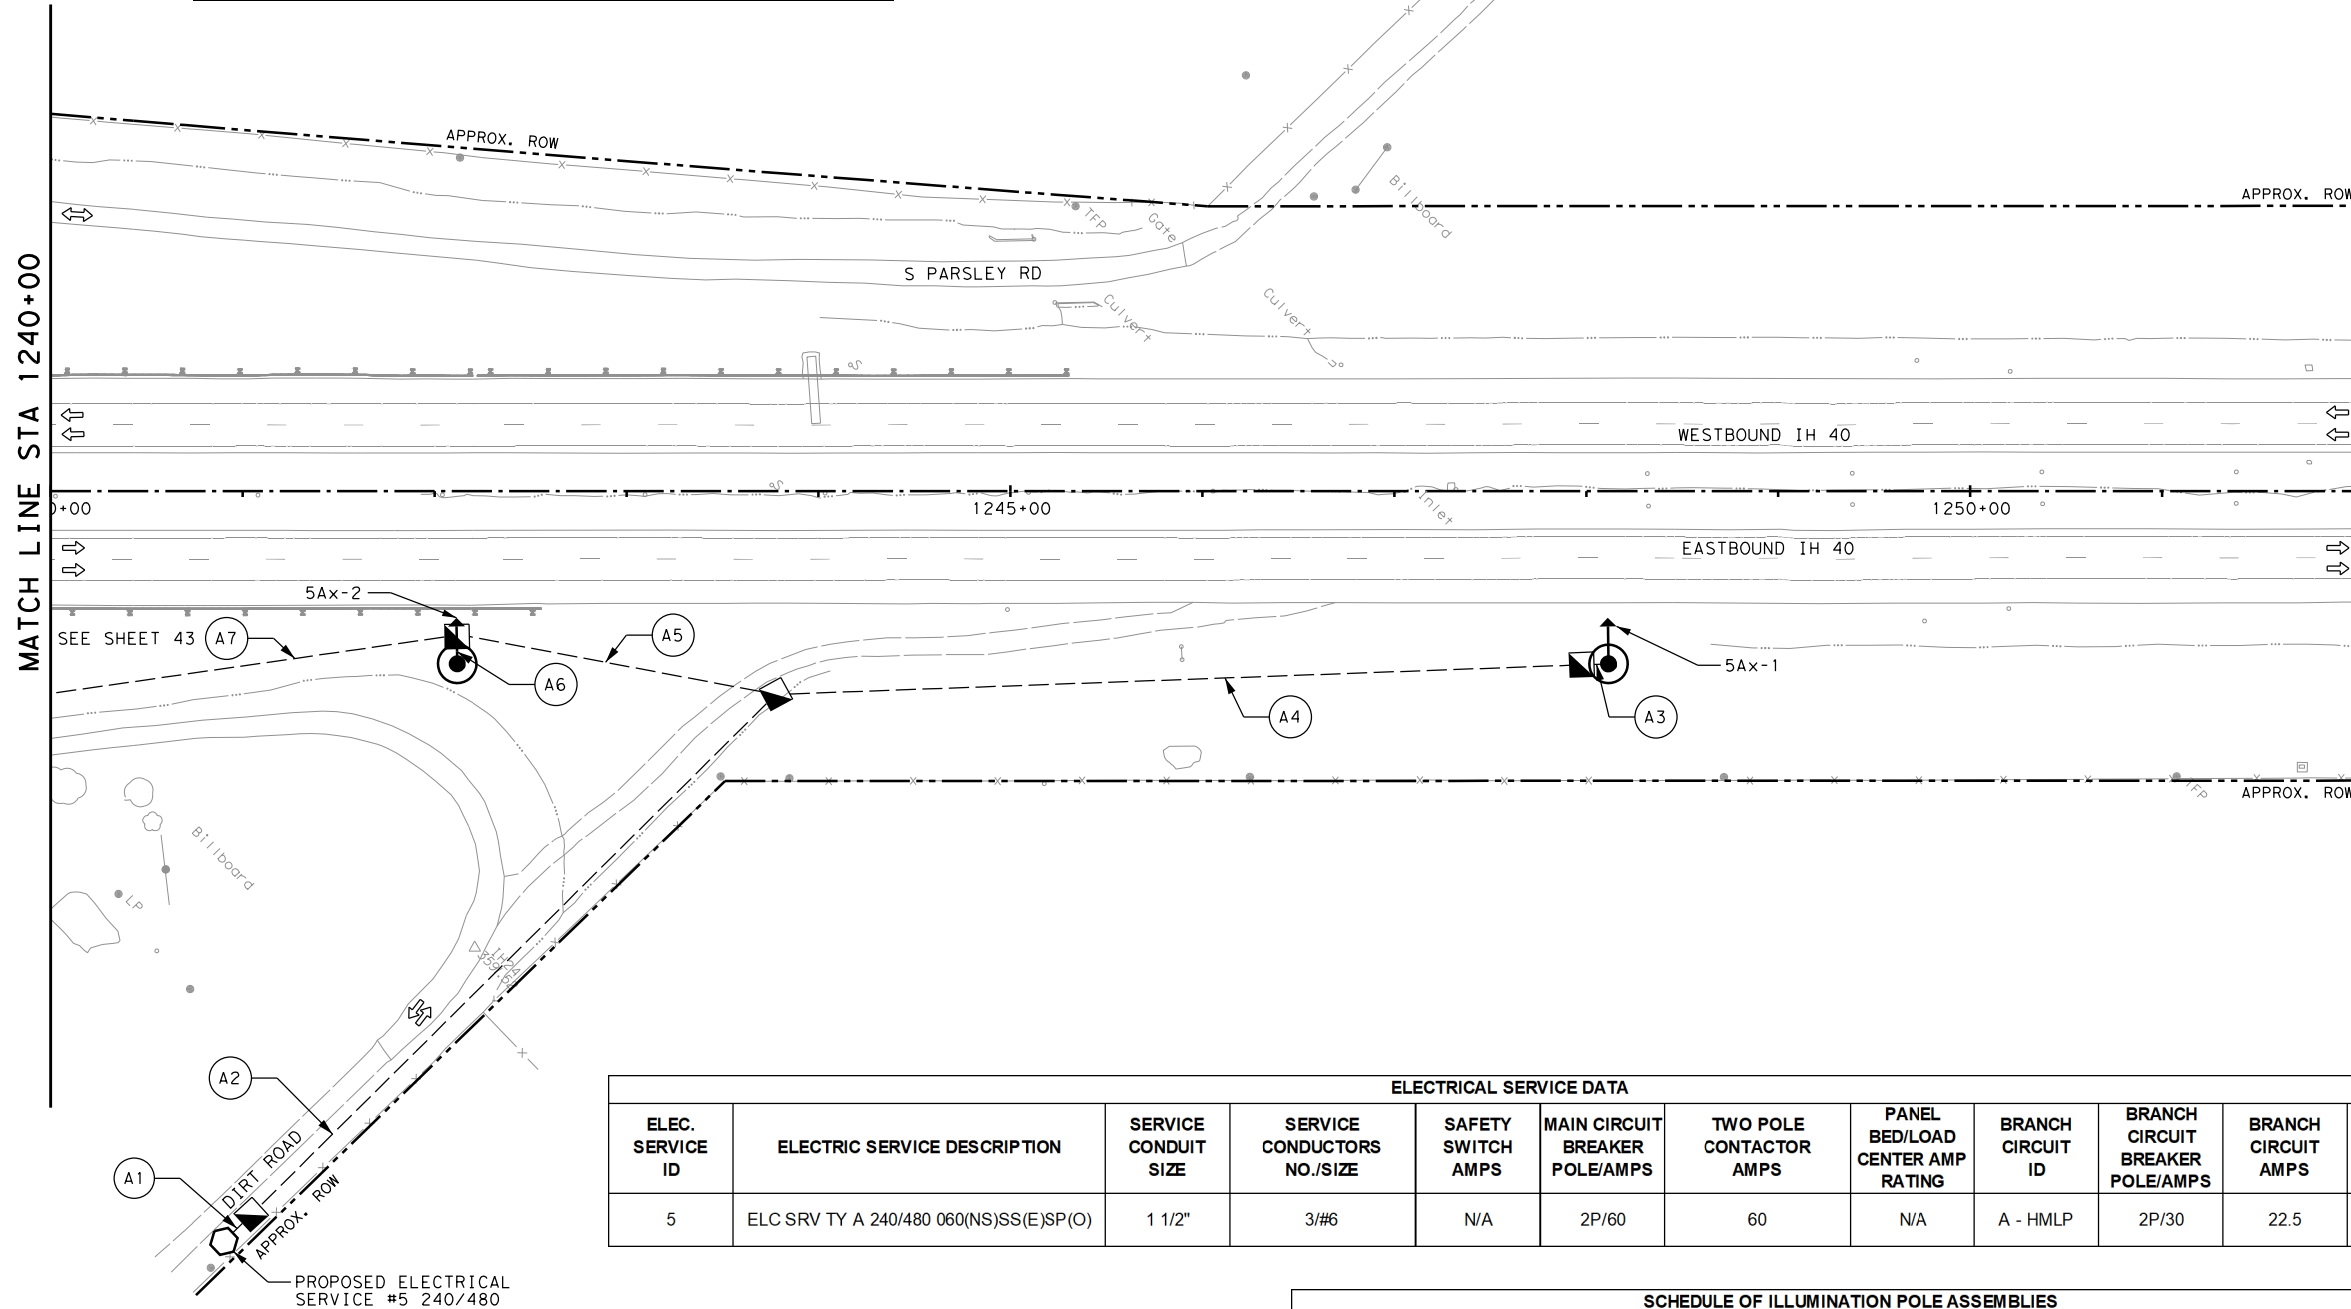 APPROX. ROW
Billboard
APPROX. ROW
TFP
Gate
S PARSLEY RD
Culvert
Culvert
MATCH LINE STA 1240+00
S
WESTBOUND IH 40
S
Inlet
0+00
1245+00
1250+00
EASTBOUND IH 40
5Ax-2
SEE SHEET 43
A7
A5
A6
A4
5Ax-1
A3
TFP
APPROX. ROW
Billboard
LP
A2
A1
DIRT ROAD
APPROX. ROW
PROPOSED ELECTRICAL
SERVICE #5 240/480
ELECTRICAL SERVICE DATA
ELEC.
SERVICE
ID
ELECTRIC SERVICE DESCRIPTION
SERVICE
CONDUIT
SIZE
SERVICE
CONDUCTORS
NO./SIZE
SAFETY
SWITCH
AMPS
MAIN CIRCUIT
BREAKER
POLE/AMPS
TWO POLE
CONTACTOR
AMPS
PANEL
BED/LOAD
CENTER AMP
RATING
BRANCH
CIRCUIT
ID
BRANCH
CIRCUIT
BREAKER
POLE/AMPS
BRANCH
CIRCUIT
AMPS
5
ELC SRV TY A 240/480 060(NS)SS(E)SP(O)
1 1/2"
3/#6
N/A
2P/60
60
N/A
A - HMLP
2P/30
22.5
SCHEDULE OF ILLUMINATION POLE ASSEMBLIES